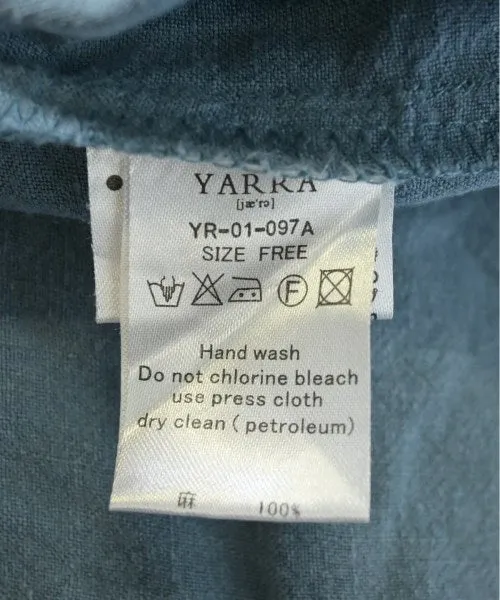 YARRA
[jæ'rə]
YR-01-097A
SIZE FREE
F
Hand wash
Do not chlorine bleach
use press cloth
dry clean ( petroleum)
麻 100%